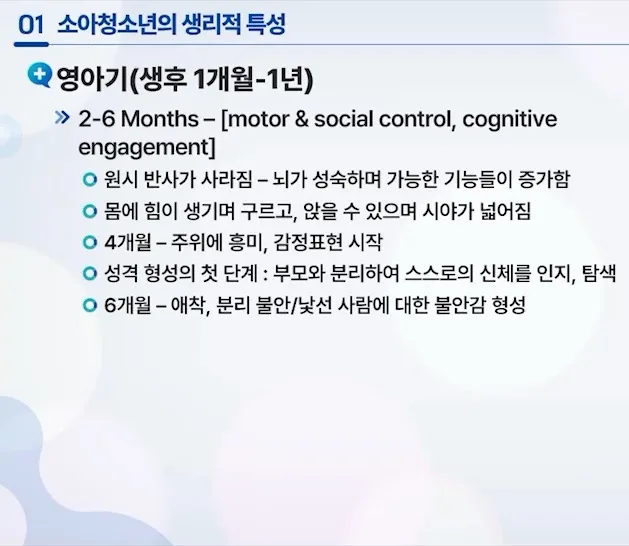 01 소아청소년의 생리적 특성
영아기(생후 1개월-1년)
2-6 Months – [motor & social control, cognitive
engagement]
원시 반사가 사라짐 – 뇌가 성숙하며 가능한 기능들이 증가함
몸에 힘이 생기며 구르고, 앉을 수 있으며 시야가 넓어짐
4개월 – 주위에 흥미, 감정표현 시작
성격 형성의 첫 단계 : 부모와 분리하여 스스로의 신체를 인지, 탐색
6개월 – 애착, 분리 불안/낯선 사람에 대한 불안감 형성